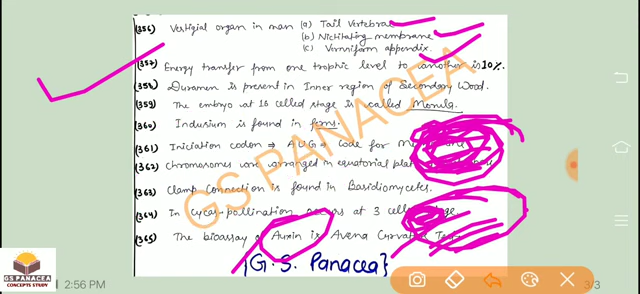 (356) Vestigial organ in man (a) Tail Vertebrae
(b) Nictitating membrane
(c) Vermiform appendix.
(357) Energy transfer from one trophic level to another is 10%.
(358) Duramen is present in Inner region of Secondary Wood.
(359) The embryo at 16 celled stage is called Morula.
(360) Indusium is found in ferns.
(361) Iniciation codon ⇒ AUG ⇒ Code for
(362) Chromosomes are arranged in equatorial plate
(363) Clamp Connection is found in Basidiomycetes.
(364) In cycas pollination occurs at 3 celled stage.
(365) The bioassay of Auxin is Avena Curvature Test
{G. S. Panacea}
GS PANACEA
GS PANACEA
CONCEPTS STUDY
2:56 PM
3/3